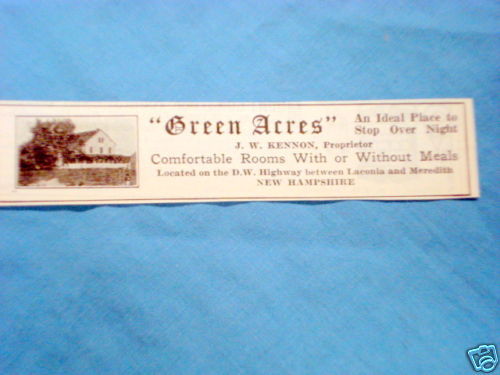 "Green Acres"
An Ideal Place to
Stop Over Night
J. W. KENNON, Proprietor
Comfortable Rooms With or Without Meals
Located on the D.W. Highway between Laconia and Meredith
NEW HAMPSHIRE
ebY